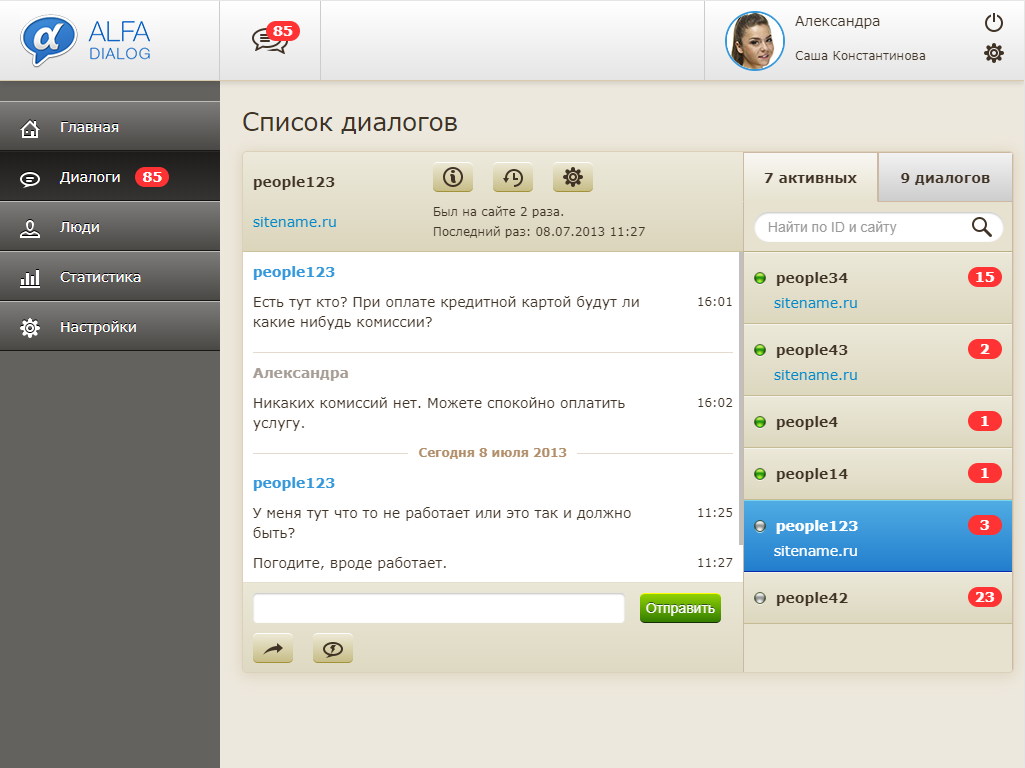 ALFA
DIALOG
85
Александра
Саша Константинова
Главная
Диалоги 85
Люди
Статистика
Настройки
Список диалогов
people123
sitename.ru
Был на сайте 2 раза.
Последний раз: 08.07.2013 11:27
7 активных
9 диалогов
Найти по ID и сайту
people123
Есть тут кто? При оплате кредитной картой будут ли 16:01
какие нибудь комиссии?
Александра
Никаких комиссий нет. Можете спокойно оплатить 16:02
услугу.
Сегодня 8 июля 2013
people123
У меня тут что то не работает или это так и должно 11:25
быть?
Погодите, вроде работает. 11:27
Отправить
people34 15
sitename.ru
people43 2
sitename.ru
people4 1
people14 1
people123 3
sitename.ru
people42 23